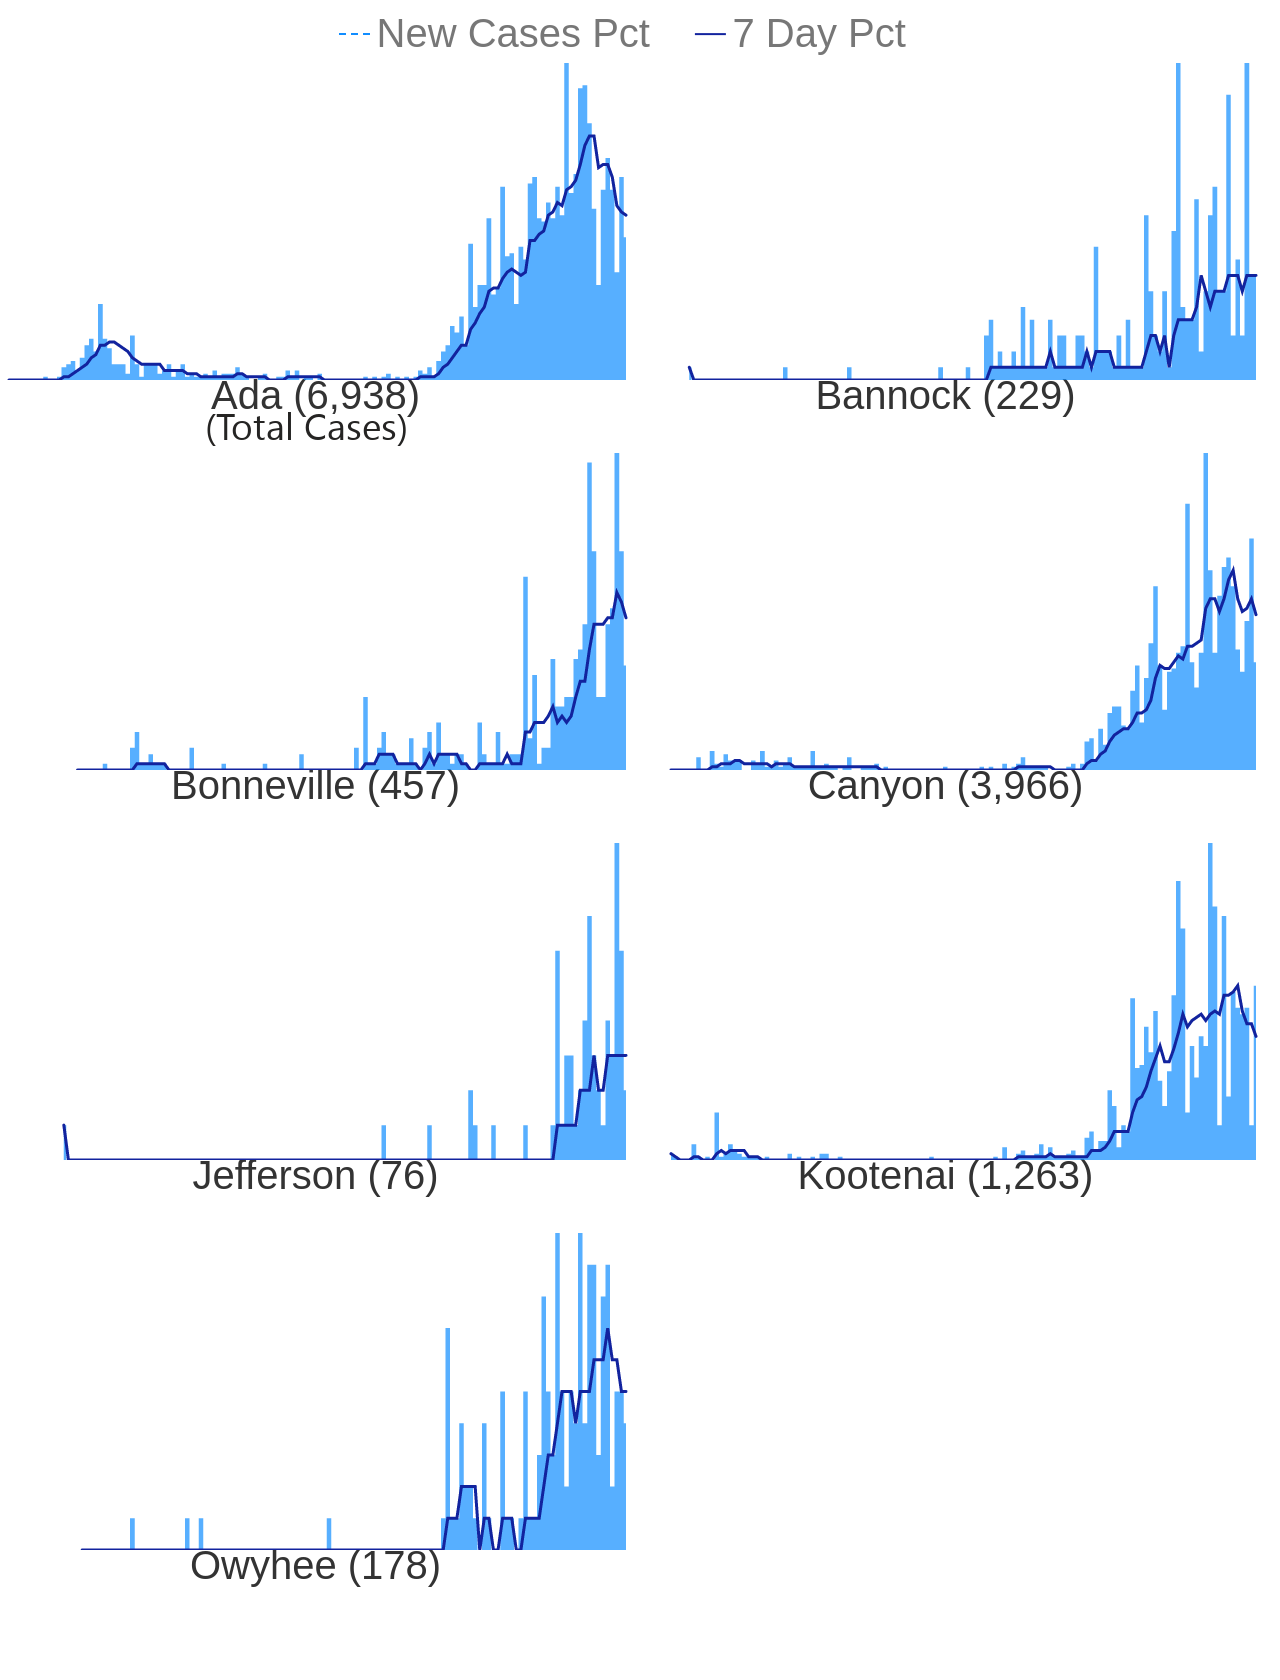 New Cases Pct 7 Day Pct
Ada (6,938)
(Total Cases)
Bannock (229)
Bonneville (457)
Canyon (3,966)
Jefferson (76)
Kootenai (1,263)
Owyhee (178)